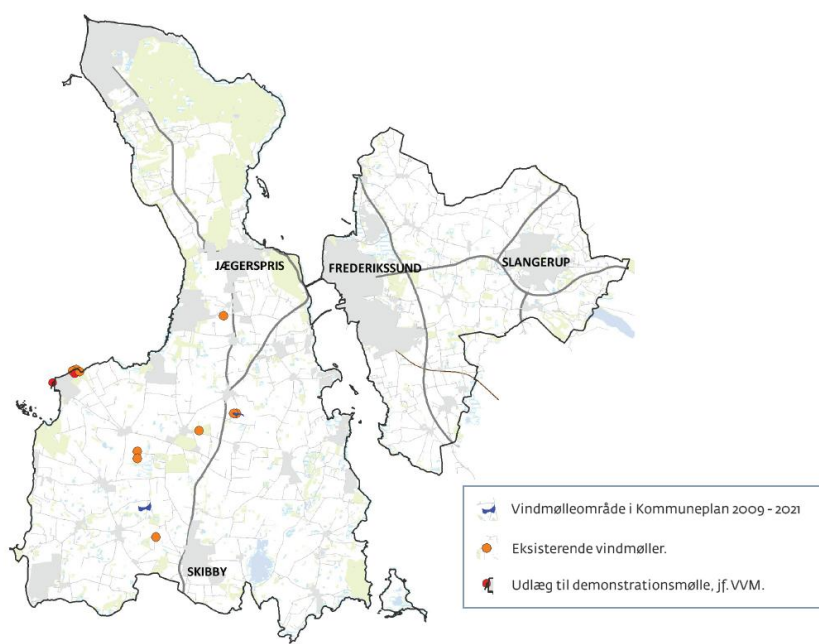 JÆGERSPRIS
FREDERIKSSUND
SLANGERUP
SKIBBY
Vindmølleområde i Kommuneplan 2009 - 2021
Eksisterende vindmøller.
Udlæg til demonstrationsmølle, jf. VVM.